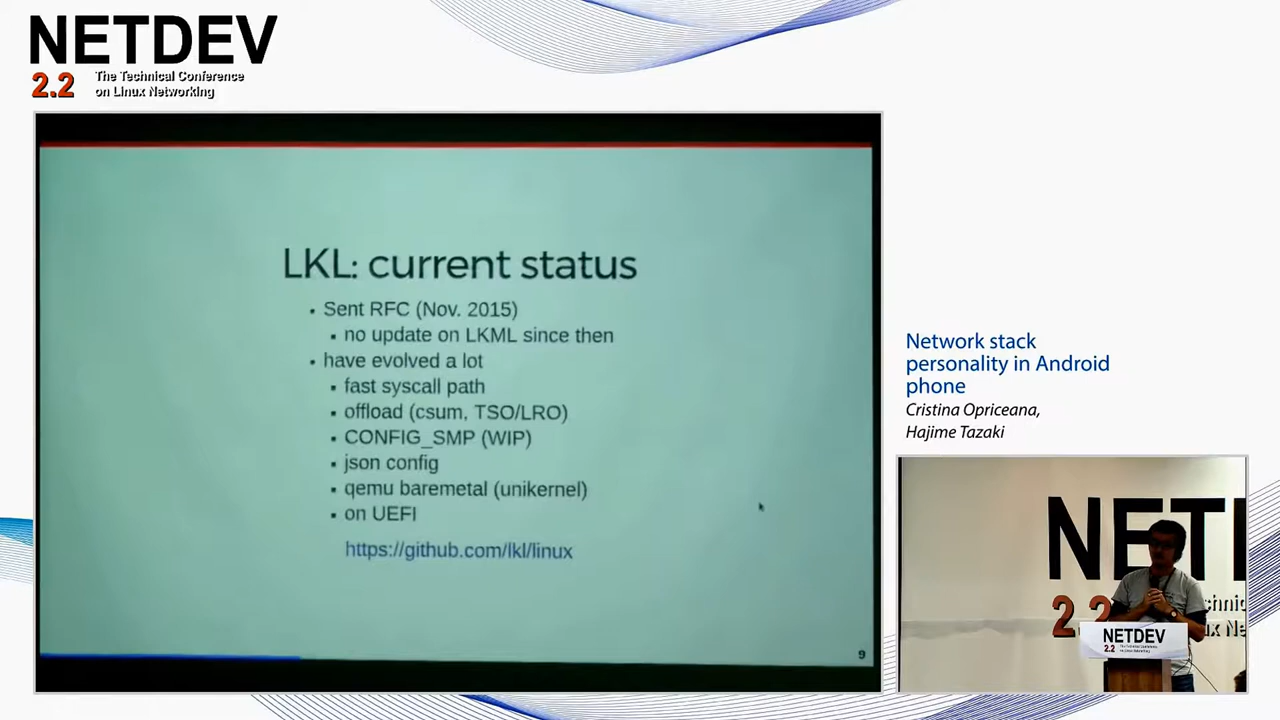 NETDEV
2.2 The Technical Conference
on Linux Networking
LKL: current status
• Sent RFC (Nov. 2015)
▪ no update on LKML since then
• have evolved a lot
▪ fast syscall path
▪ offload (csum, TSO/LRO)
▪ CONFIG_SMP (WIP)
▪ json config
▪ qemu baremetal (unikernel)
▪ on UEFI
https://github.com/lkl/linux
9
Network stack
personality in Android
phone
Cristina Opriceana,
Hajime Tazaki
NET
2.2
NETDEV
2.2